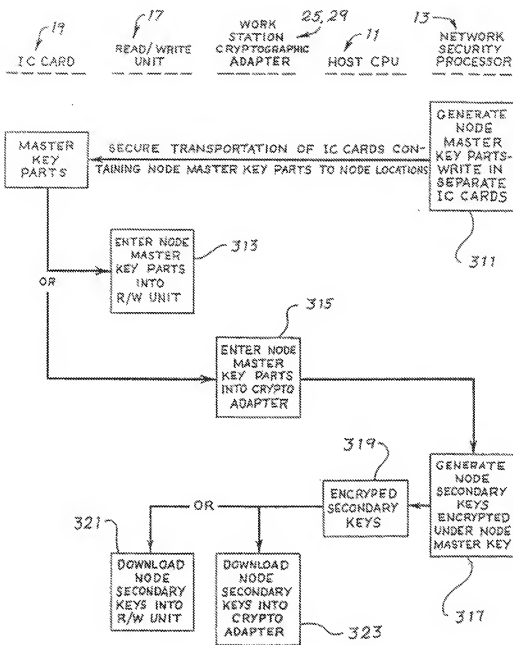 19
17
25, 29
11
13
IC CARD
READ/WRITE
UNIT
WORK
STATION
CRYPTOGRAPHIC
ADAPTER
HOST CPU
NETWORK
SECURITY
PROCESSOR
MASTER
KEY
PARTS
SECURE TRANSPORTATION OF IC CARDS CON-
TAINING NODE MASTER KEY PARTS TO NODE LOCATIONS
GENERATE
NODE
MASTER
KEY PARTS-
WRITE IN
SEPARATE
IC CARDS
311
OR
ENTER NODE
MASTER
KEY PARTS
INTO
R/W UNIT
313
315
ENTER NODE
MASTER
KEY PARTS
INTO CRYPTO
ADAPTER
319
ENCRYPED
SECONDARY
KEYS
GENERATE
NODE
SECONDARY
KEYS
ENCRYPTED
UNDER NODE
MASTER KEY
317
OR
321
DOWNLOAD
NODE
SECONDARY
KEYS INTO
R/W UNIT
DOWNLOAD
NODE
SECONDARY
KEYS INTO
CRYPTO
ADAPTER
323